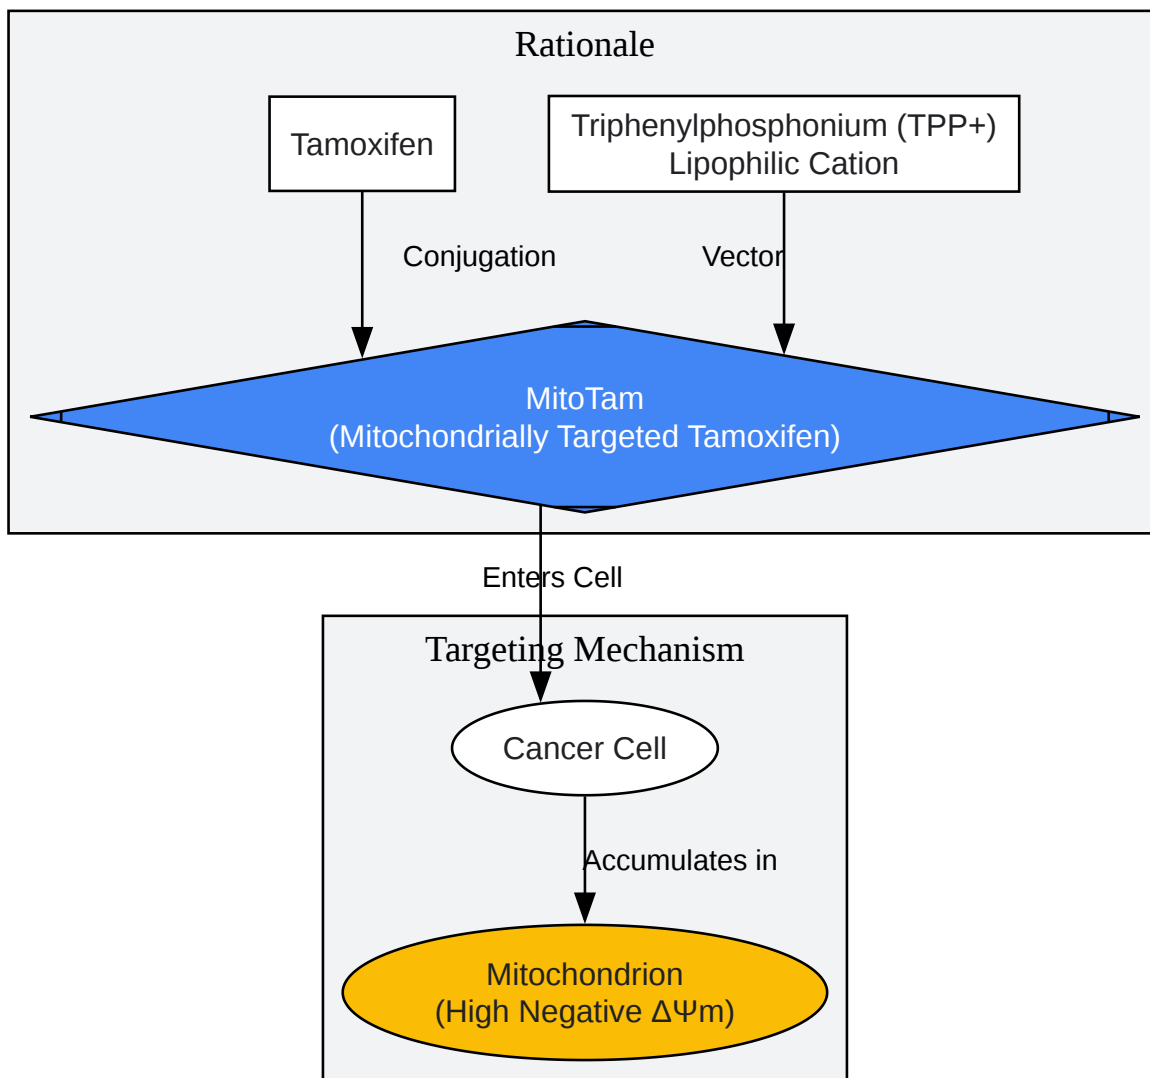 Rationale
Tamoxifen
Triphenylphosphonium (TPP+)
Lipophilic Cation
Conjugation
Vector
MitoTam
(Mitochondrially Targeted Tamoxifen)
Enters Cell
Targeting Mechanism
Cancer Cell
Accumulates in
Mitochondrion
(High Negative ΔΨm)